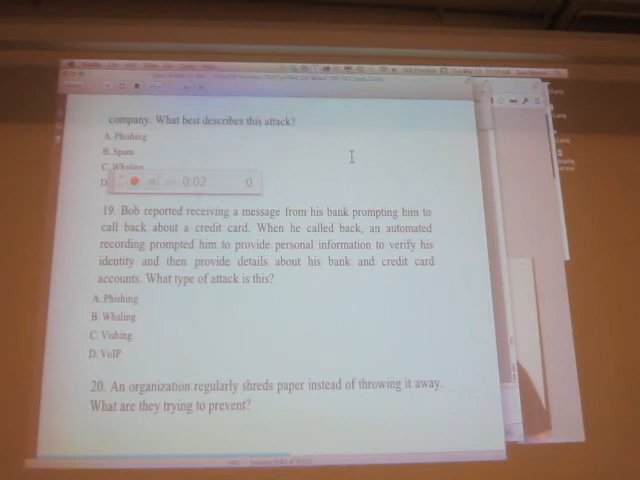 company. What best describes this attack?
A. Phishing
B. Spam
C. Whaling
D
0:02 0
19. Bob reported receiving a message from his bank prompting him to
call back about a credit card. When he called back, an automated
recording prompted him to provide personal information to verify his
identity and then provide details about his bank and credit card
accounts. What type of attack is this?
A. Phishing
B. Whaling
C. Vishing
D. VoIP
20. An organization regularly shreds paper instead of throwing it away.
What are they trying to prevent?